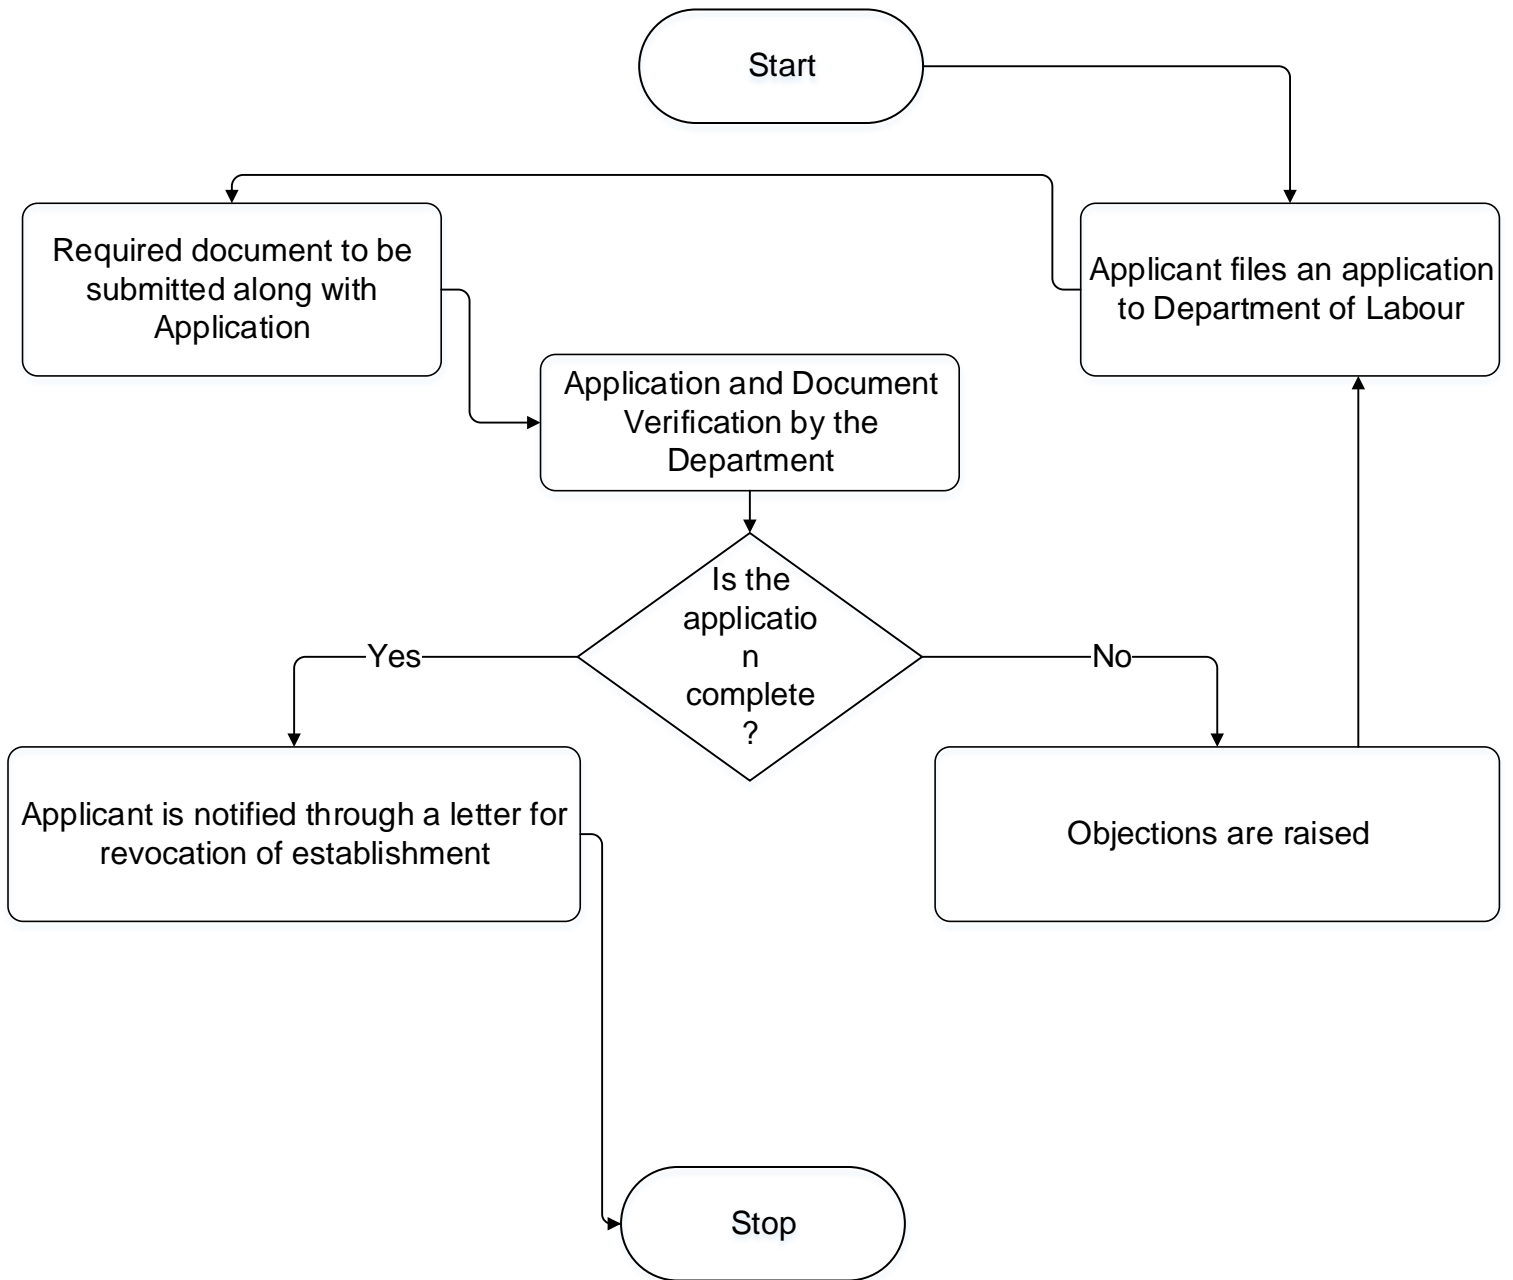 Start
Required document to be
submitted along with
Application
Applicant files an application
to Department of Labour
Application and Document
Verification by the
Department
Is the
applicatio
n
complete
?
Yes
No
Applicant is notified through a letter for
revocation of establishment
Objections are raised
Stop